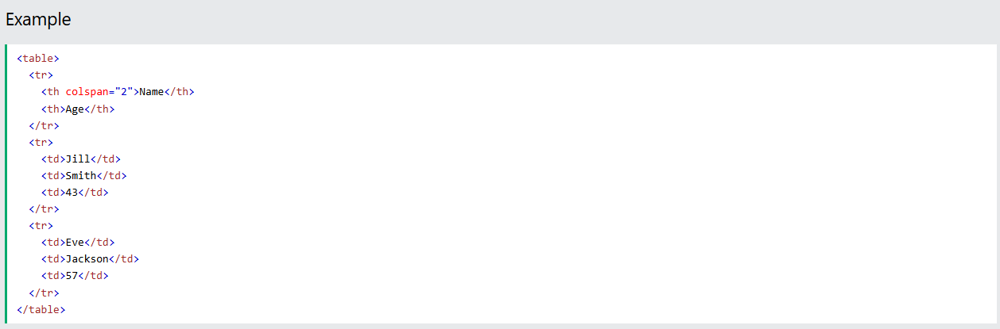 Example
<table>
  <tr>
    <th colspan="2">Name</th>
    <th>Age</th>
  </tr>
  <tr>
    <td>Jill</td>
    <td>Smith</td>
    <td>43</td>
  </tr>
  <tr>
    <td>Eve</td>
    <td>Jackson</td>
    <td>57</td>
  </tr>
</table>